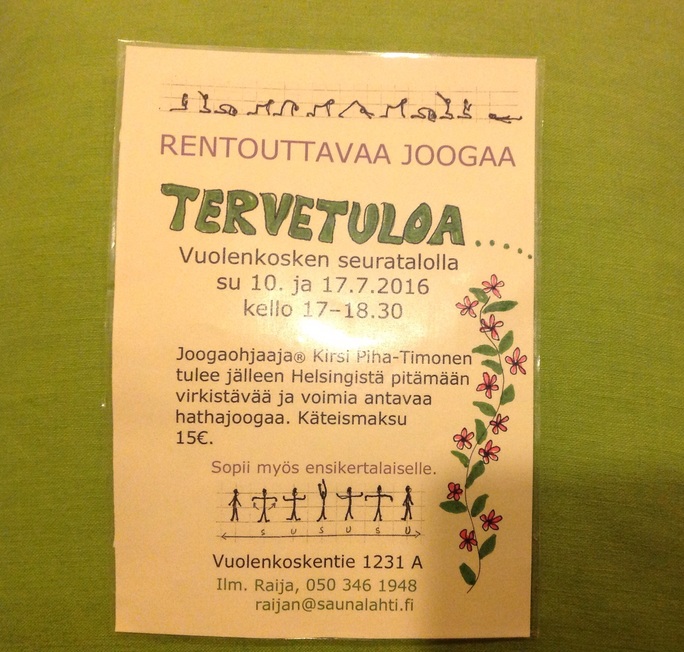 RENTOUTTAVAA JOOGAA
TERVETULOA.....
Vuolenkosken seuratalolla
su 10. ja 17.7.2016
kello 17–18.30
Joogaohjaaja® Kirsi Piha-Timonen
tulee jälleen Helsingistä pitämään
virkistävää ja voimia antavaa
hathajoogaa. Käteismaksu
15€.
Sopii myös ensikertalaiselle.
S U S U S U
Vuolenkoskentie 1231 A
Ilm. Raija, 050 346 1948
raijan@saunalahti.fi